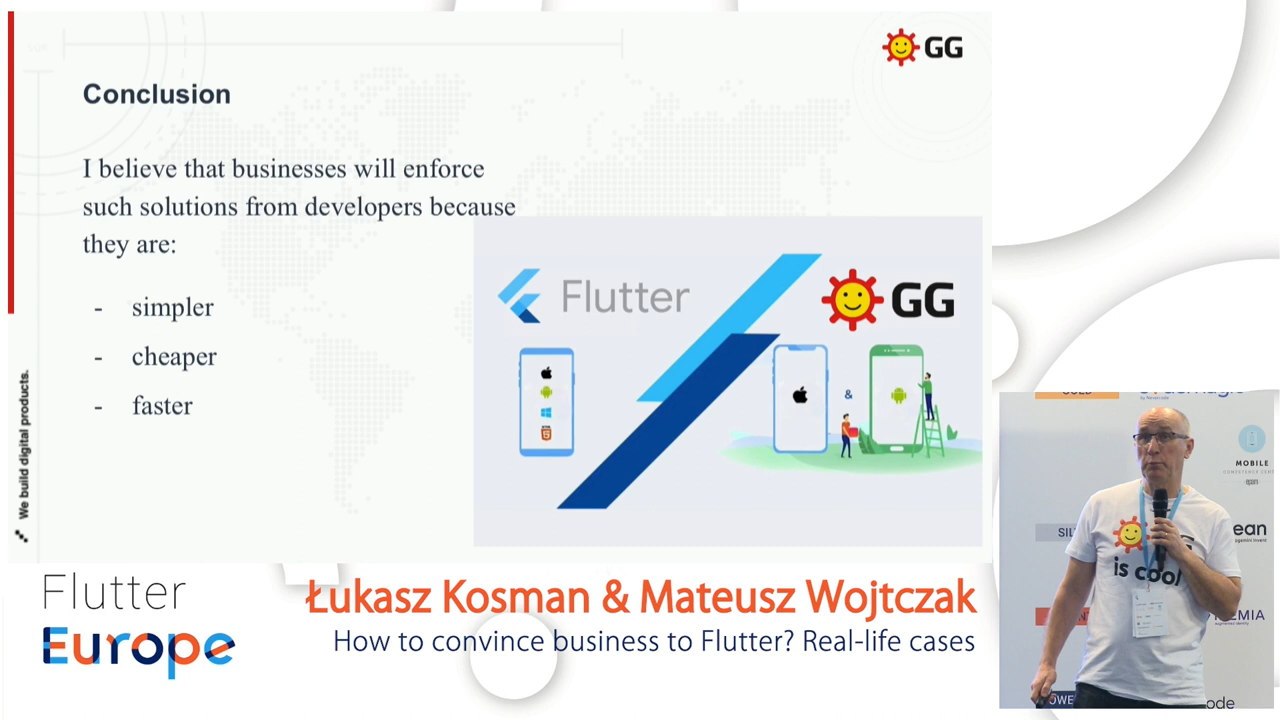 GG
Conclusion
I believe that businesses will enforce
such solutions from developers because
they are:
- simpler
- cheaper
- faster
We build digital products.
Flutter
GG
&
Flutter
Europe
Łukasz Kosman & Mateusz Wojtczak
How to convince business to Flutter? Real-life cases
MOBILE
ean
is cool